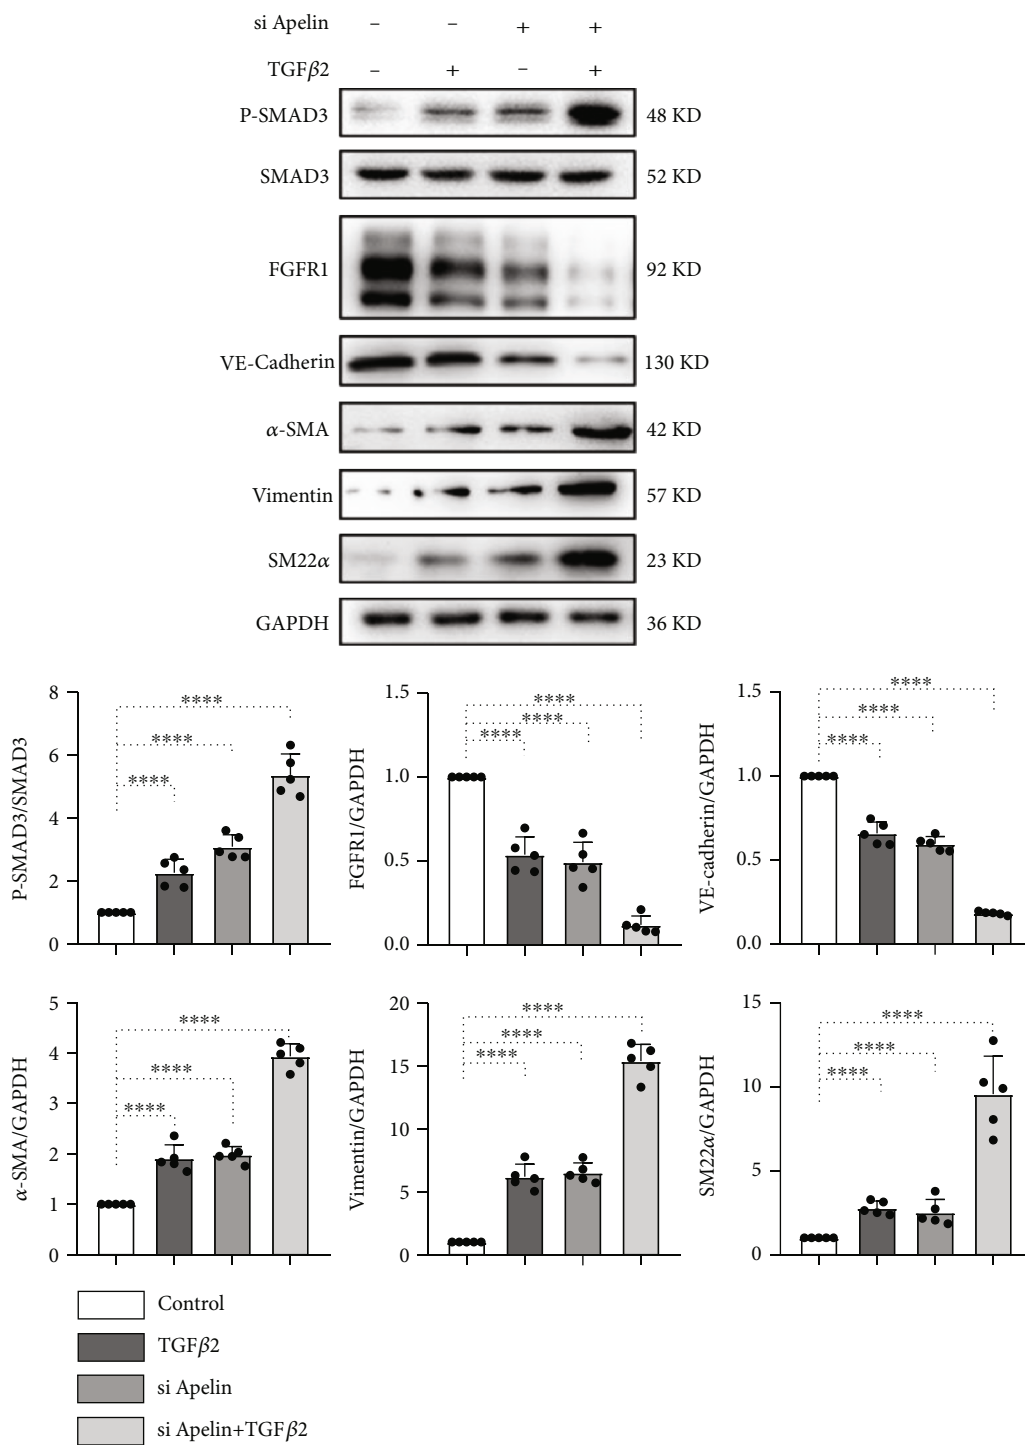 si Apelin – – + +
TGFβ2 – + – +
P-SMAD3 48 KD
SMAD3 52 KD
FGFR1 92 KD
VE-Cadherin 130 KD
α-SMA 42 KD
Vimentin 57 KD
SM22α 23 KD
GAPDH 36 KD
P-SMAD3/SMAD3
8
6
4
2
0
****
****
****
FGFR1/GAPDH
1.5
1.0
0.5
0.0
****
****
****
VE-cadherin/GAPDH
1.5
1.0
0.5
0.0
****
****
****
α-SMA/GAPDH
5
4
3
2
1
0
****
****
****
Vimentin/GAPDH
20
15
10
5
0
****
****
****
SM22α/GAPDH
15
10
5
0
****
****
****
Control
TGFβ2
si Apelin
si Apelin+TGFβ2